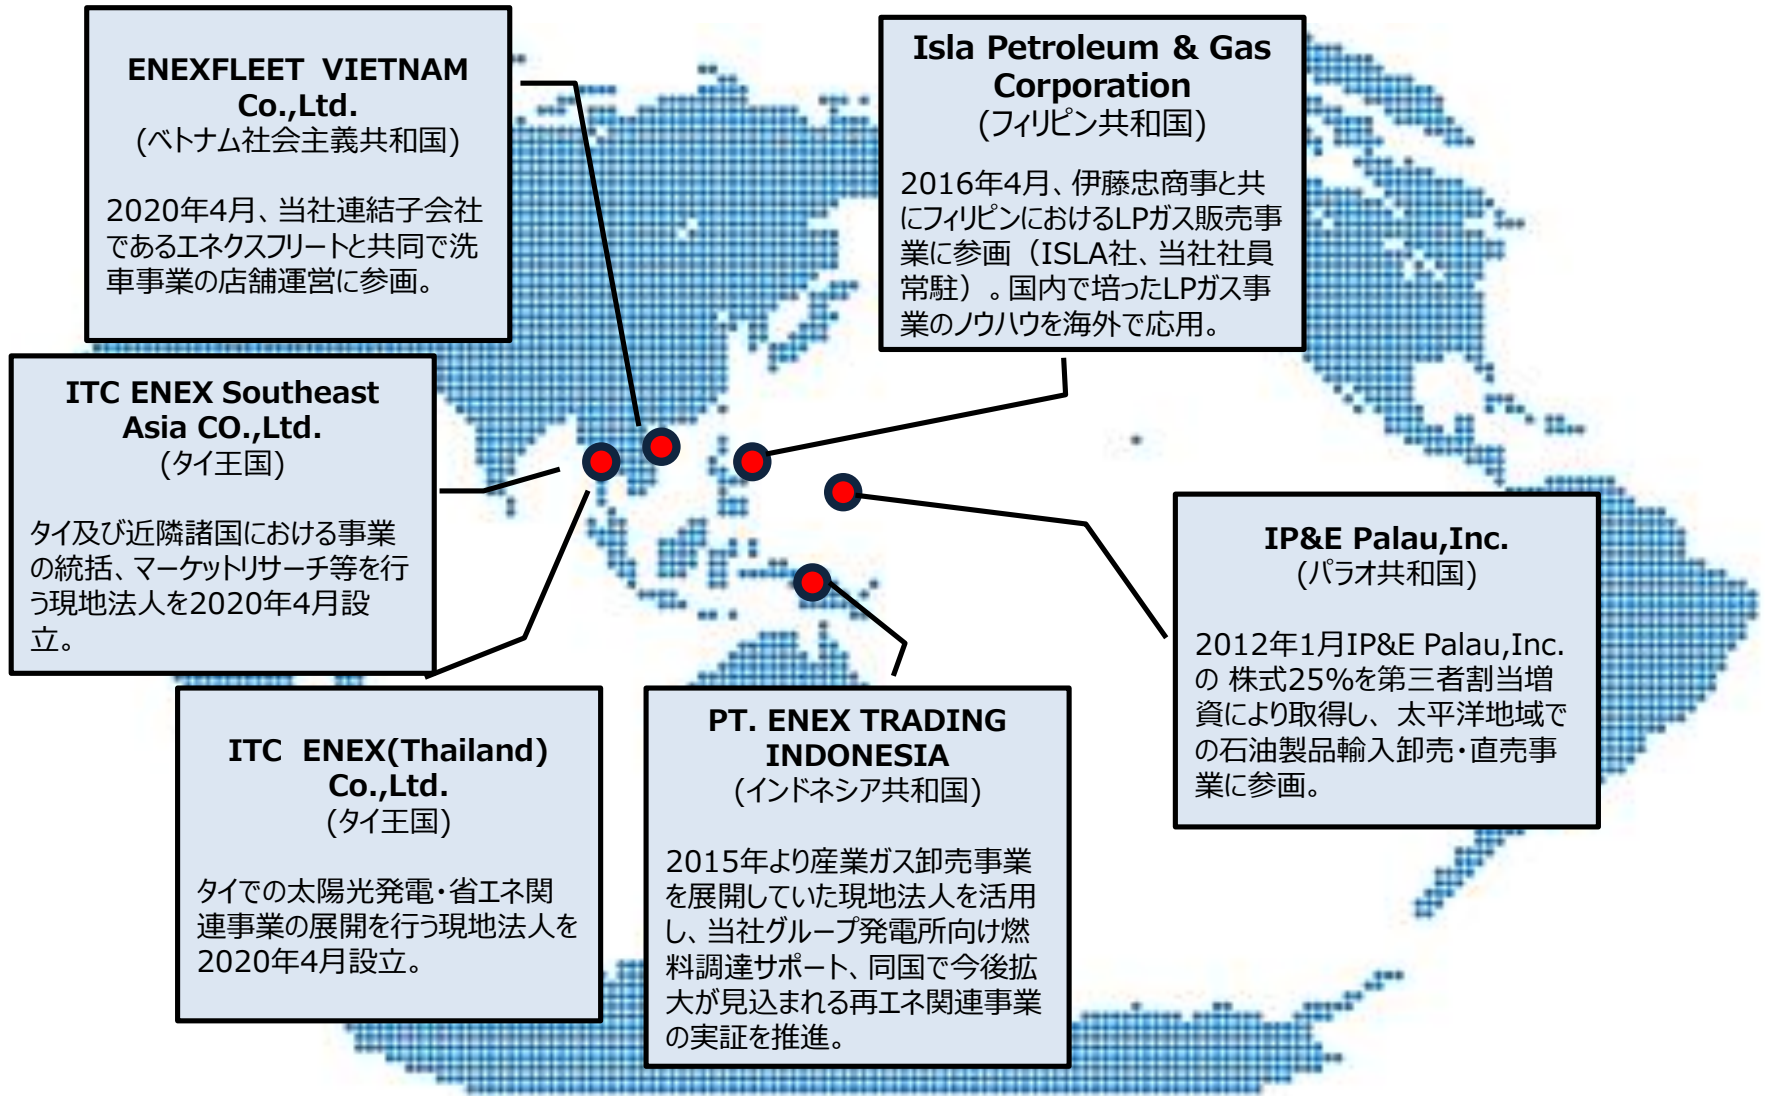 ENEXFLEET VIETNAM
Co.,Ltd.
(ベトナム社会主義共和国)
2020年4月、当社連結子会社
であるエネクスフリートと共同で洗
車事業の店舗運営に参画。
Isla Petroleum & Gas
Corporation
(フィリピン共和国)
2016年4月、伊藤忠商事と共
にフィリピンにおけるLPガス販売事
業に参画（ISLA社、当社社員
常駐）。国内で培ったLPガス事
業のノウハウを海外で応用。
ITC ENEX Southeast
Asia CO.,Ltd.
(タイ王国)
タイ及び近隣諸国における事業
の統括、マーケットリサーチ等を行
う現地法人を2020年4月設
立。
IP&E Palau,Inc.
(パラオ共和国)
2012年1月IP&E Palau,Inc.
の 株式25%を第三者割当増
資により取得し、太平洋地域で
の石油製品輸入卸売・直売事
業に参画。
ITC ENEX(Thailand)
Co.,Ltd.
(タイ王国)
タイでの太陽光発電・省エネ関
連事業の展開を行う現地法人を
2020年4月設立。
PT. ENEX TRADING
INDONESIA
(インドネシア共和国)
2015年より産業ガス卸売事業
を展開していた現地法人を活用
し、当社グループ発電所向け燃
料調達サポート、同国で今後拡
大が見込まれる再エネ関連事業
の実証を推進。